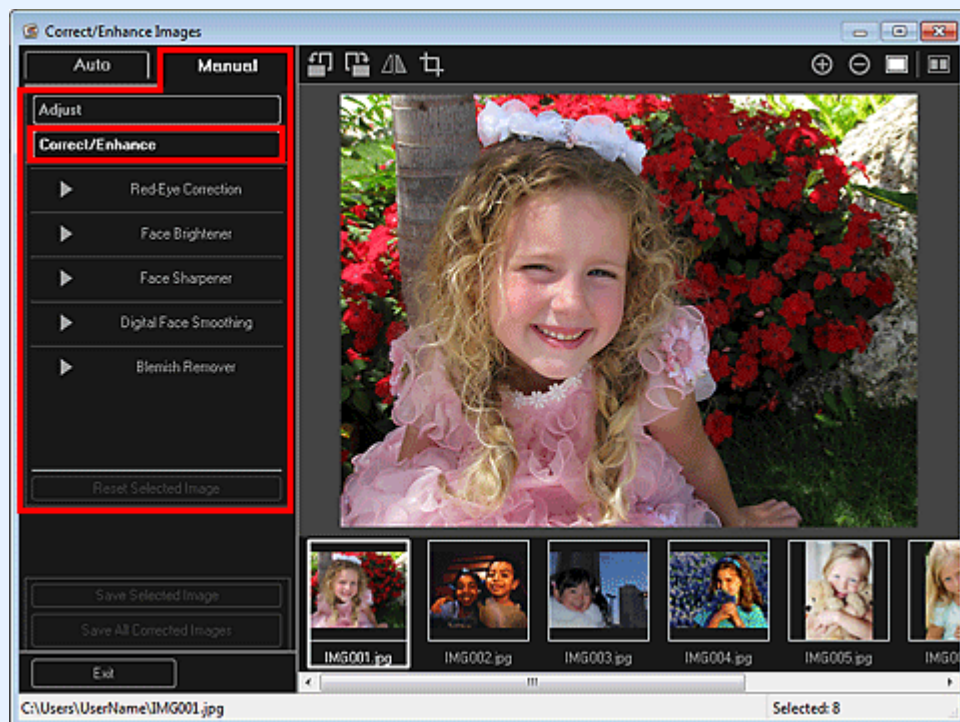 Correct/Enhance Images
Auto
Manual
Adjust
Correct/Enhance
Red-Eye Correction
Face Brightener
Face Sharpener
Digital Face Smoothing
Blemish Remover
Reset Selected Image
Save Selected Image
Save All Corrected Images
Exit
IMG001.jpg
IMG002.jpg
IMG003.jpg
IMG004.jpg
IMG005.jpg
IMG0
C:\Users\UserName\IMG001.jpg
Selected: 8